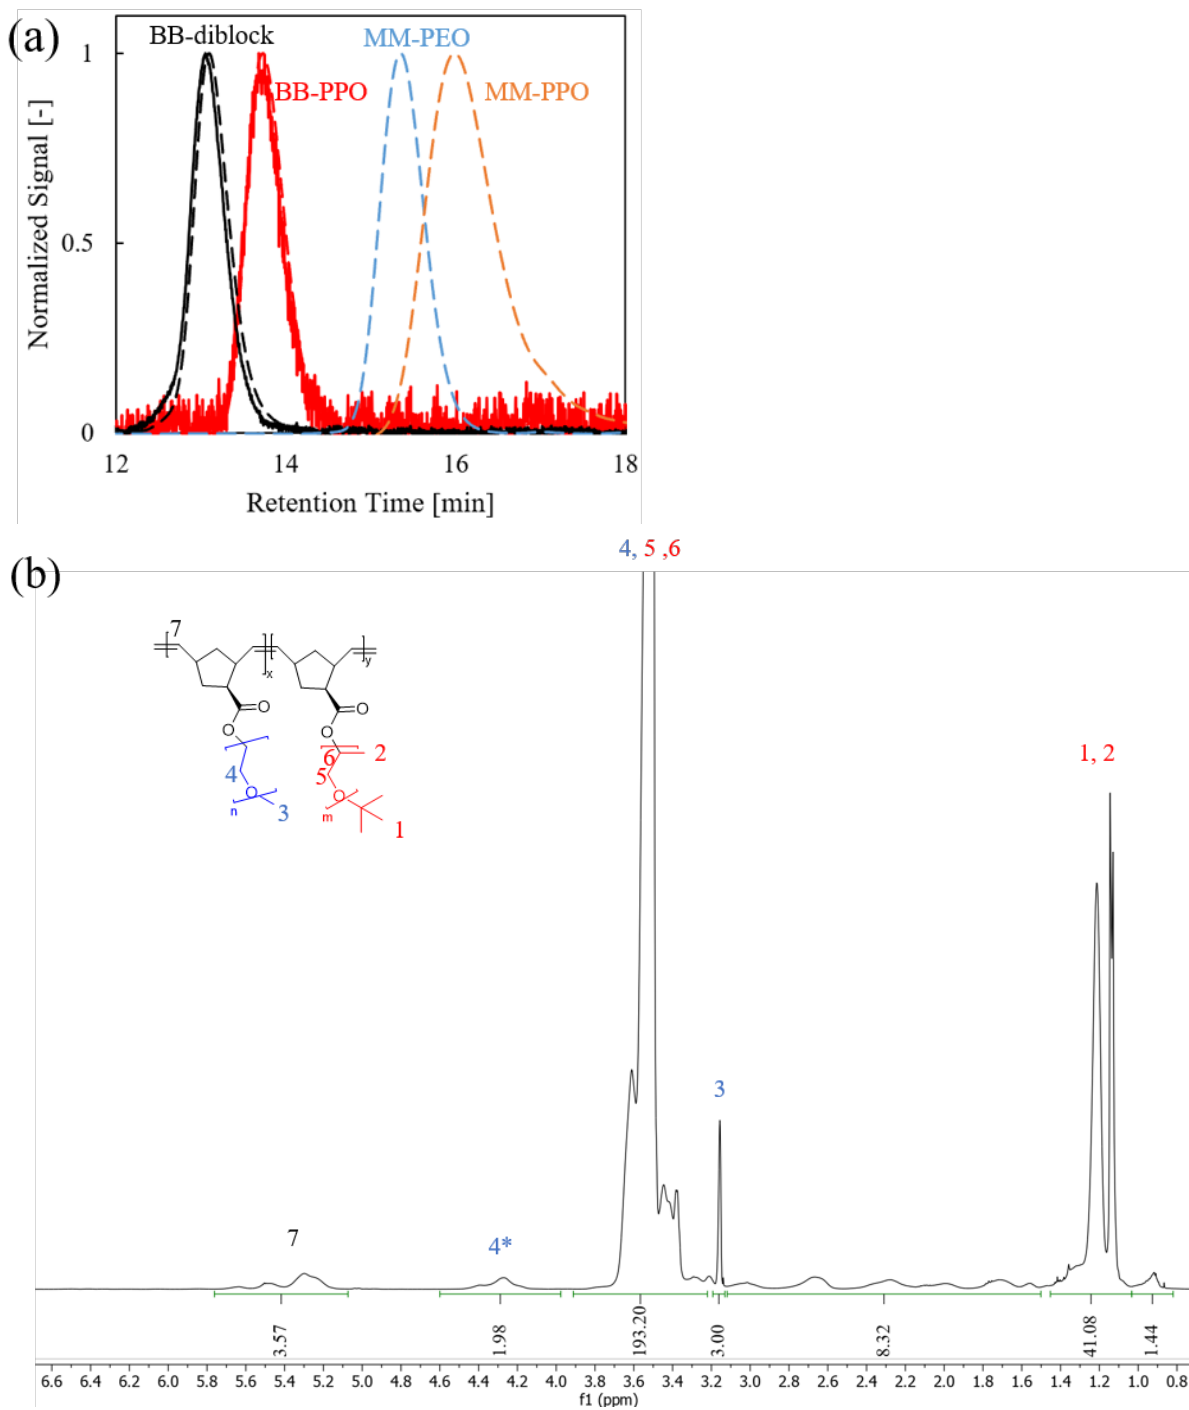 (a)
BB-diblock
MM-PEO
BB-PPO
MM-PPO
Normalized Signal [-]
1
0.5
0
12 14 16 18
Retention Time [min]
(b)
4, 5 ,6
7
x
y
O
O
O
O
6 2
4
5
O
O
n
3
m
1
1, 2
3
7
4*
3.57
1.98
193.20
3.00
8.32
41.08
1.44
6.6 6.4 6.2 6.0 5.8 5.6 5.4 5.2 5.0 4.8 4.6 4.4 4.2 4.0 3.8 3.6 3.4 3.2 3.0 2.8 2.6 2.4 2.2 2.0 1.8 1.6 1.4 1.2 1.0 0.8
f1 (ppm)